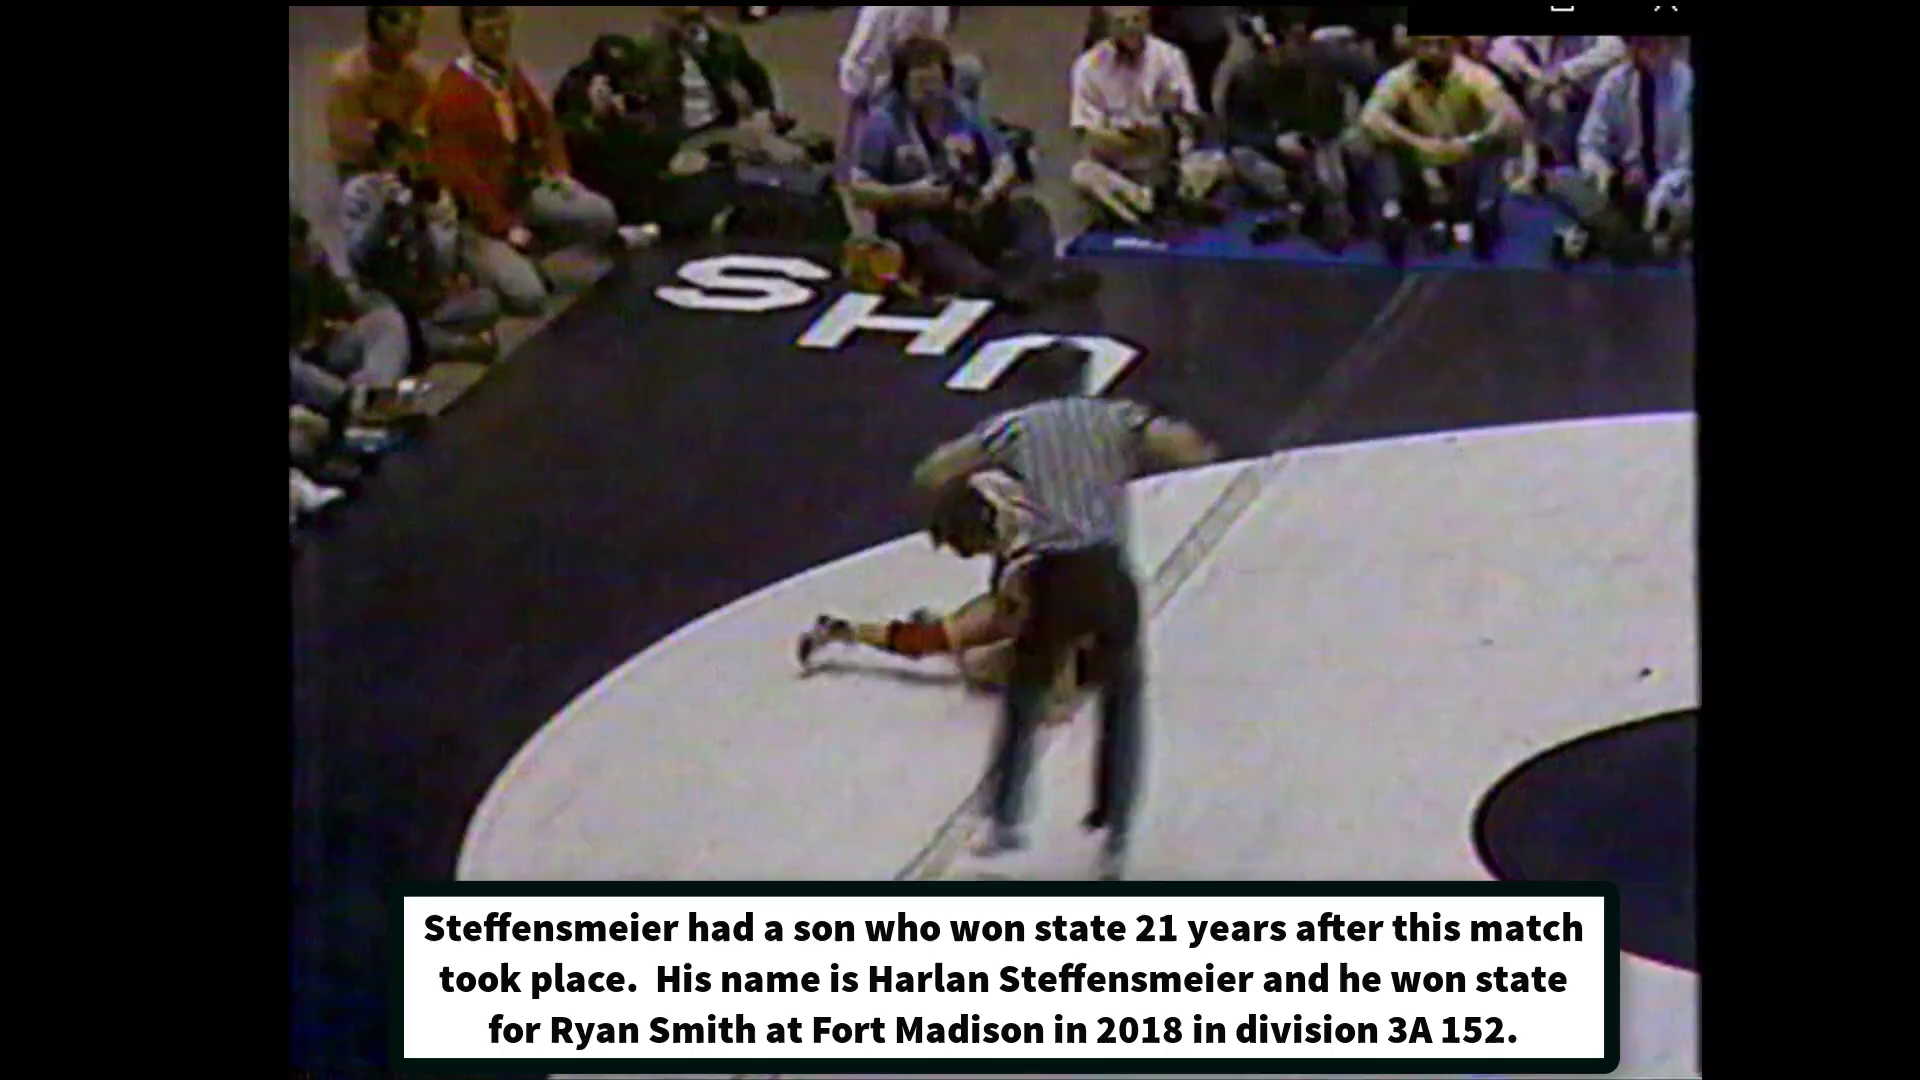 UHS
Steffensmeier had a son who won state 21 years after this match
took place. His name is Harlan Steffensmeier and he won state
for Ryan Smith at Fort Madison in 2018 in division 3A 152.